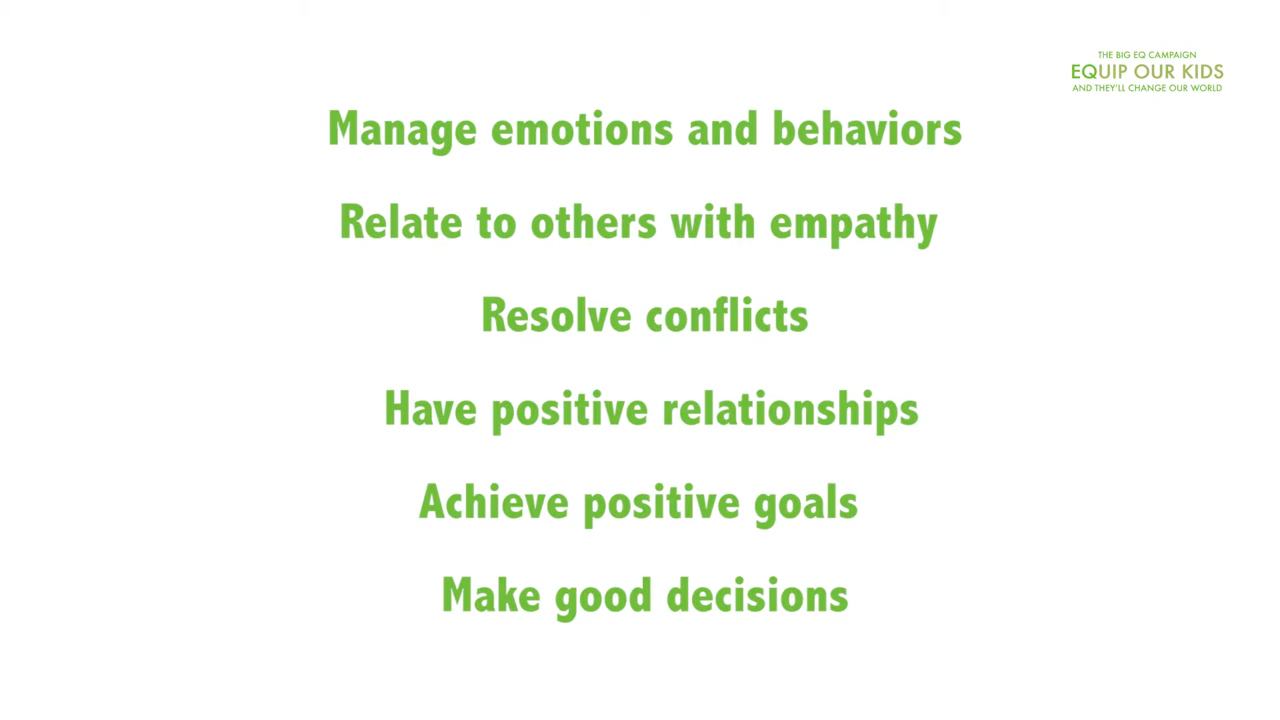 THE BIG EQ CAMPAIGN
EQUIP OUR KIDS
AND THEY'LL CHANGE OUR WORLD
Manage emotions and behaviors
Relate to others with empathy
Resolve conflicts
Have positive relationships
Achieve positive goals
Make good decisions